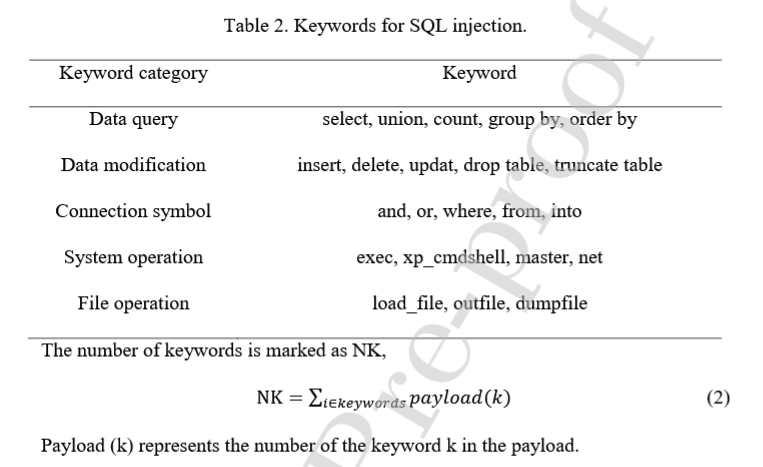 Table 2. Keywords for SQL injection.
Keyword category Keyword
Data query select, union, count, group by, order by
Data modification insert, delete, updat, drop table, truncate table
Connection symbol and, or, where, from, into
System operation exec, xp_cmdshell, master, net
File operation load_file, outfile, dumpfile
The number of keywords is marked as NK,
NK = ∑i∈keywords payload(k) (2)
Payload (k) represents the number of the keyword k in the payload.
Pre-proof